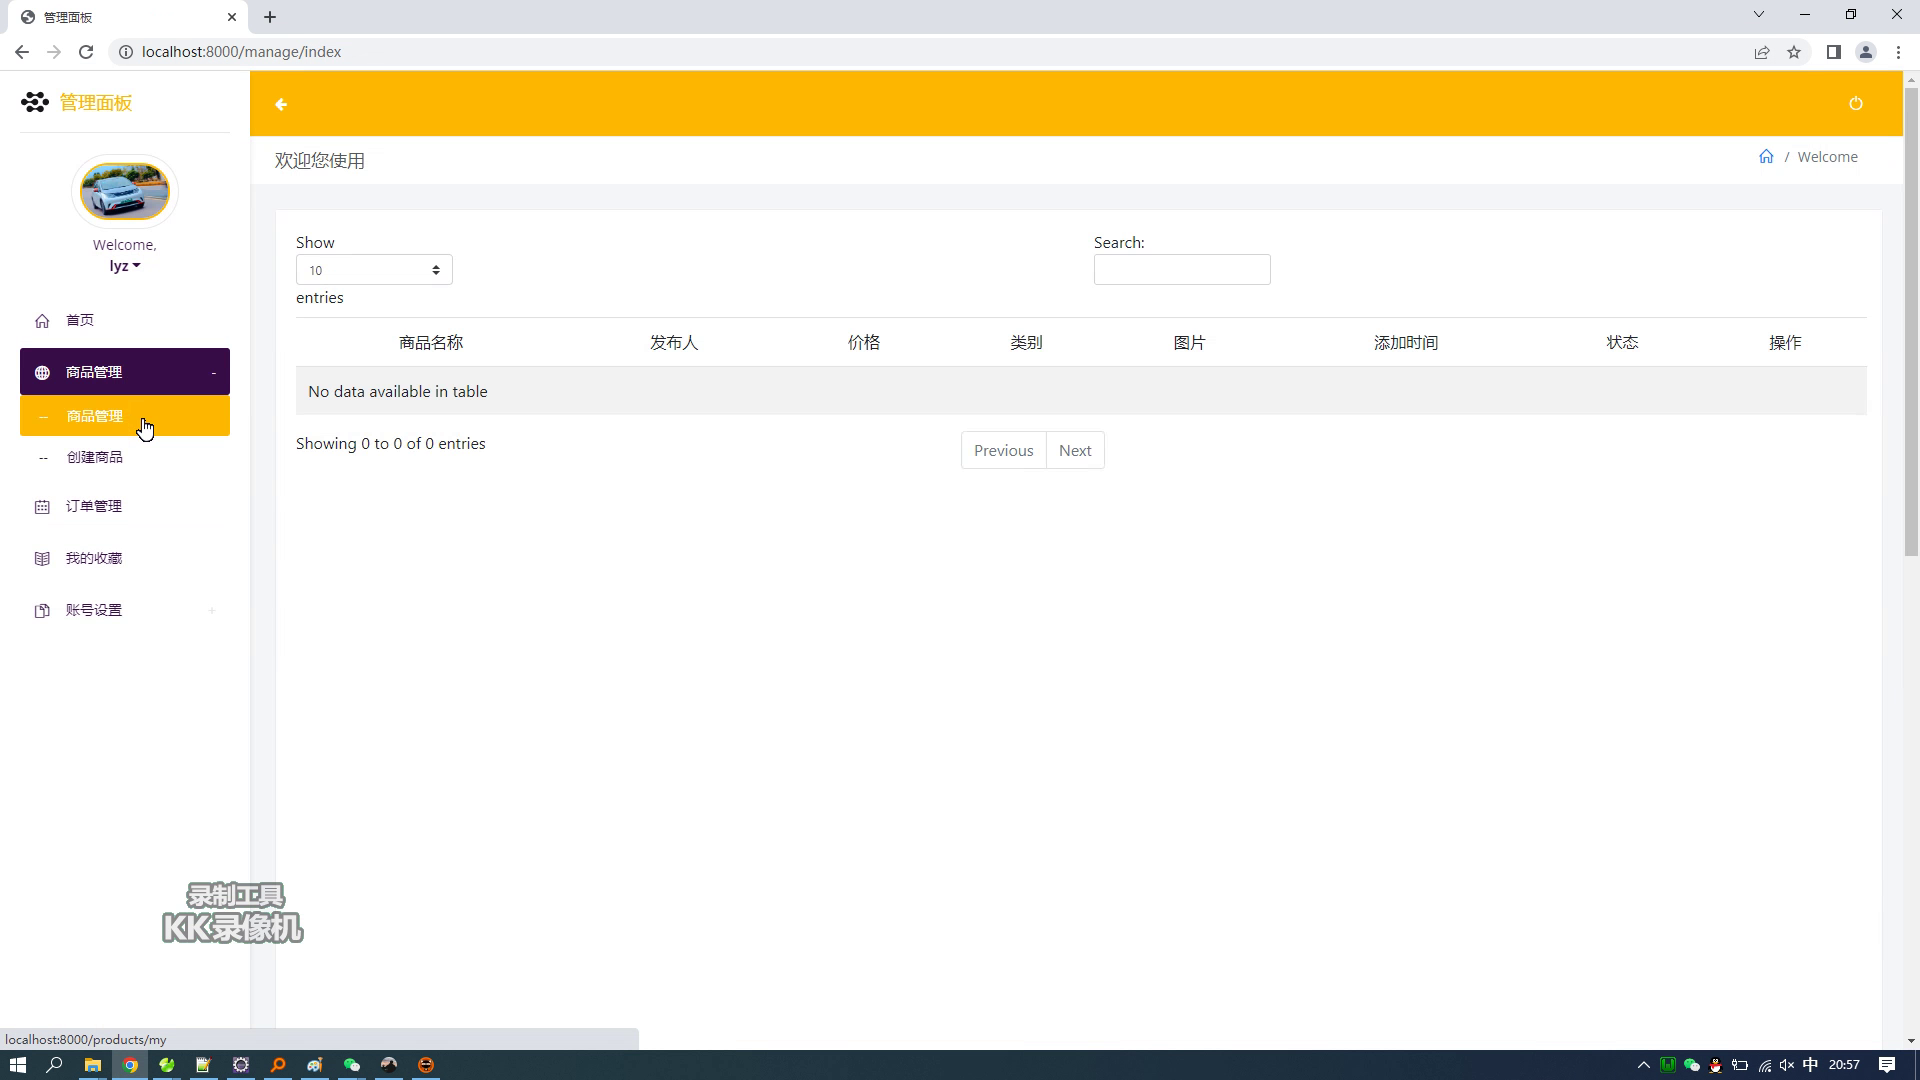 管理面板
localhost:8000/manage/index
管理面板
欢迎您使用
/ Welcome
Welcome,
lyz
首页
商品管理 -
-- 商品管理
-- 创建商品
订单管理
我的收藏
账号设置 +
Show
10
entries
Search:
商品名称 发布人 价格 类别 图片 添加时间 状态 操作
No data available in table
Showing 0 to 0 of 0 entries
Previous Next
录制工具
KK录像机
localhost:8000/products/my
中 20:57